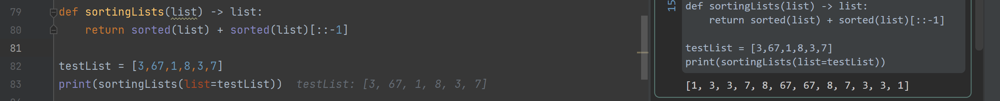 79 def sortingLists(list) -> list:
80 return sorted(list) + sorted(list)[::-1]
81
82 testList = [3,67,1,8,3,7]
83 print(sortingLists(list=testList)) testList: [3, 67, 1, 8, 3, 7]
15
def sortingLists(list) -> list:
return sorted(list) + sorted(list)[::-1]
testList = [3,67,1,8,3,7]
print(sortingLists(list=testList))
[1, 3, 3, 7, 8, 67, 67, 8, 7, 3, 3, 1]